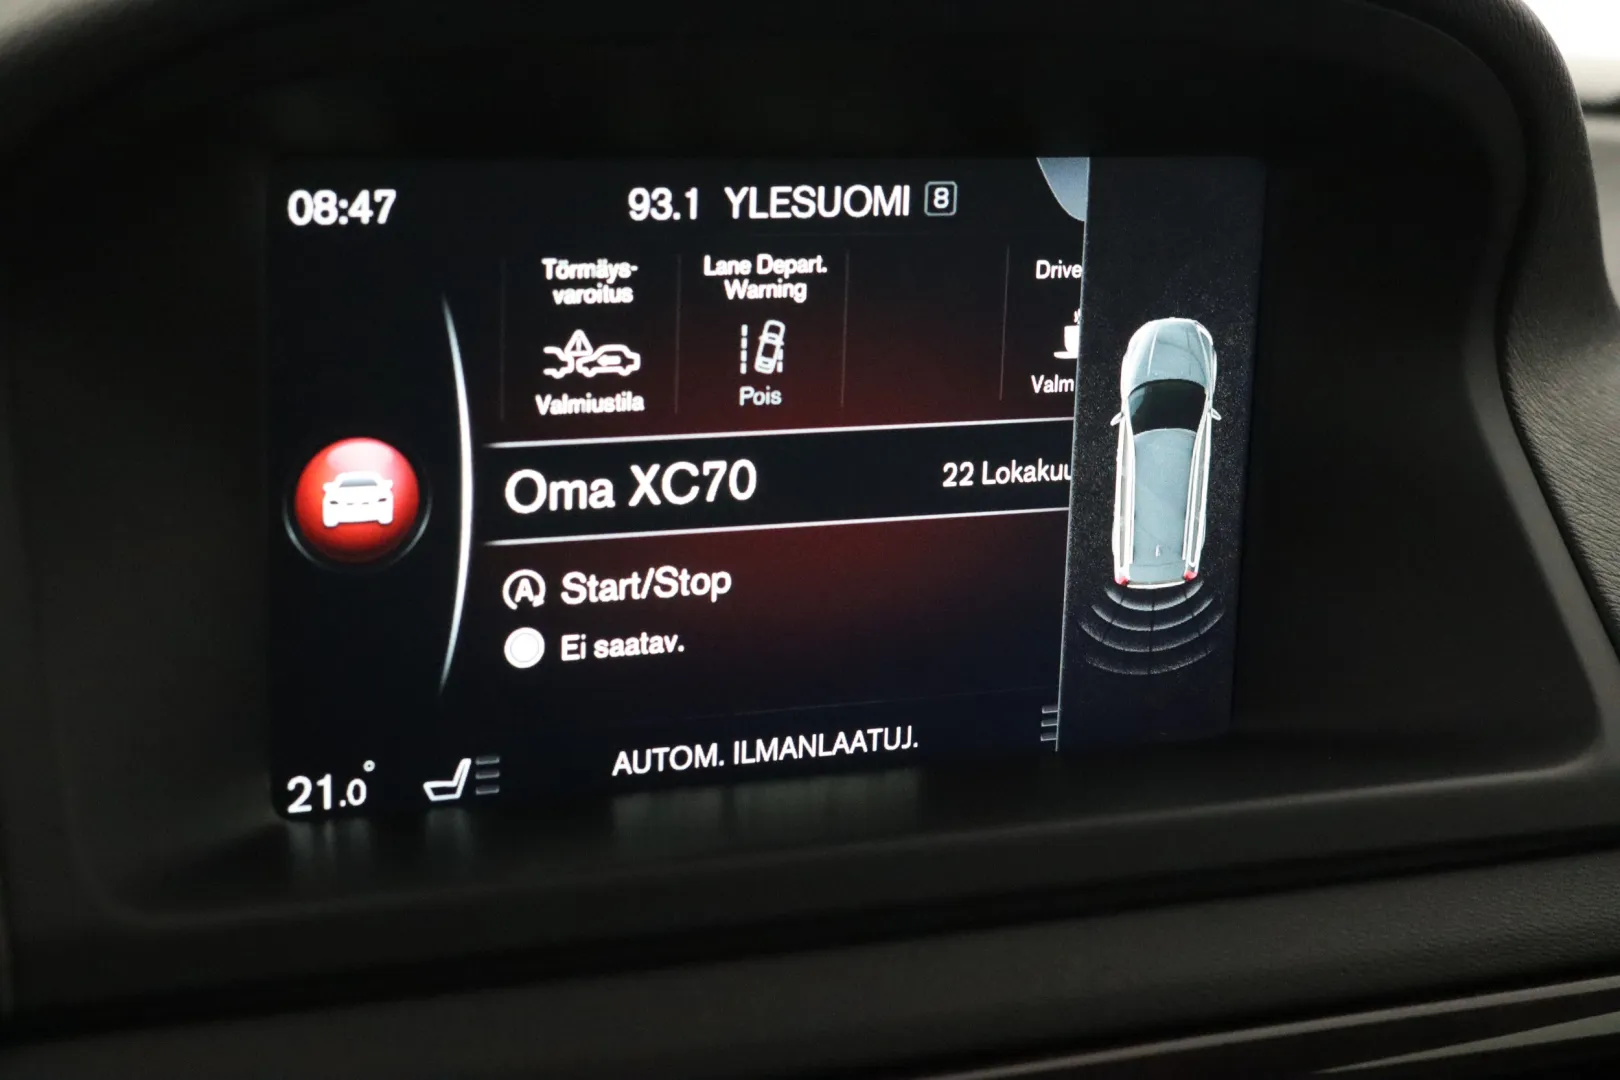 08:47
93.1 YLESUOMI 8
Törmäys-
varoitus
Valmiustila
Lane Depart.
Warning
Pois
Drive
Valm
Oma XC70
22 Lokakuu
A Start/Stop
Ei saatav.
21.0°
AUTOM. ILMANLAATUJ.